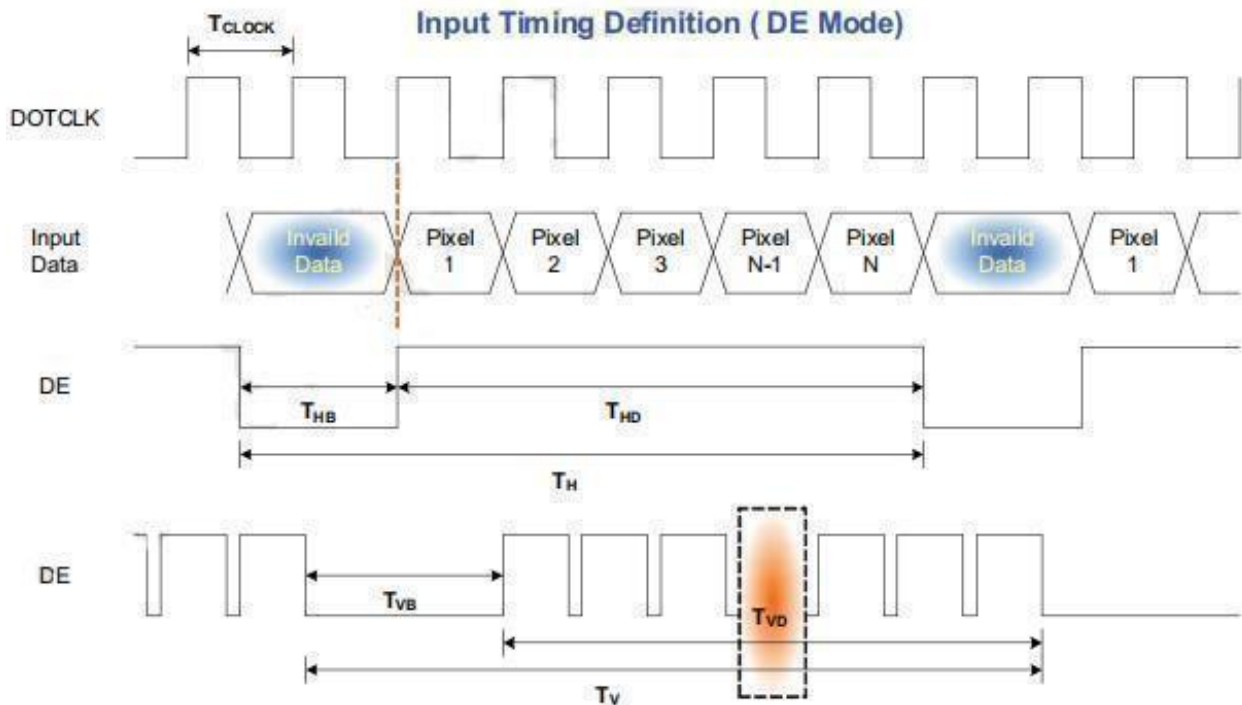 Input Timing Definition ( DE Mode)
TCLOCK
DOTCLK
Input
Data
Invaild
Data
Pixel
1
Pixel
2
Pixel
3
Pixel
N-1
Pixel
N
Invaild
Data
Pixel
1
DE
THB
THD
TH
DE
TVB
TVD
TV